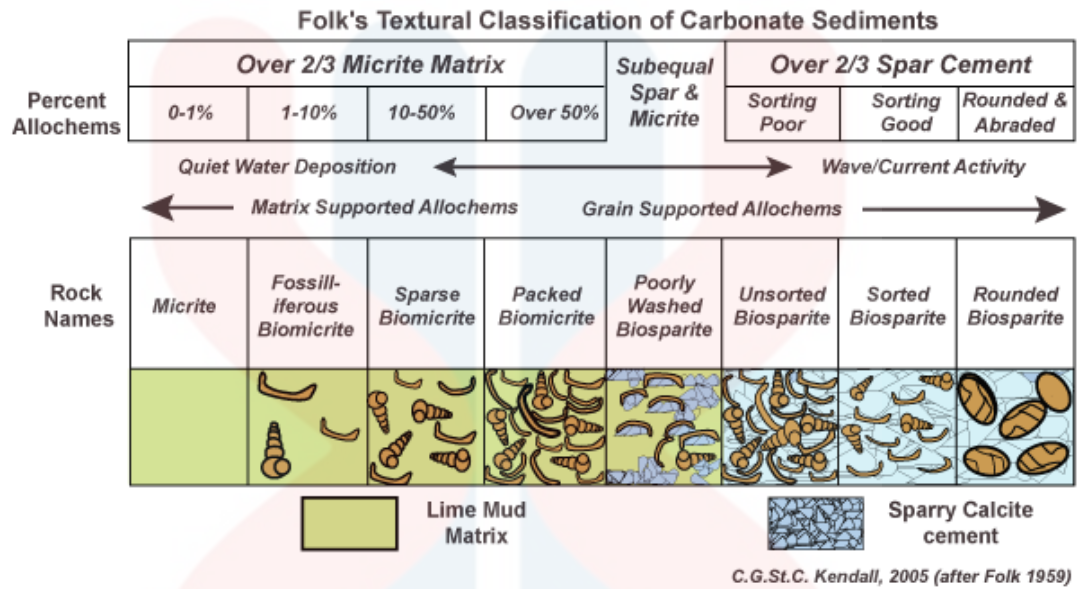 Folk's Textural Classification of Carbonate Sediments
Over 2/3 Micrite Matrix
Subequal
Spar &
Micrite
Over 2/3 Spar Cement
Percent
Allochems
0-1%
1-10%
10-50%
Over 50%
Sorting
Poor
Sorting
Good
Rounded &
Abraded
Quiet Water Deposition
Wave/Current Activity
Matrix Supported Allochems
Grain Supported Allochems
Rock
Names
Micrite
Fossill-
iferous
Biomicrite
Sparse
Biomicrite
Packed
Biomicrite
Poorly
Washed
Biosparite
Unsorted
Biosparite
Sorted
Biosparite
Rounded
Biosparite
Lime Mud
Matrix
Sparry Calcite
cement
C.G.St.C. Kendall, 2005 (after Folk 1959)